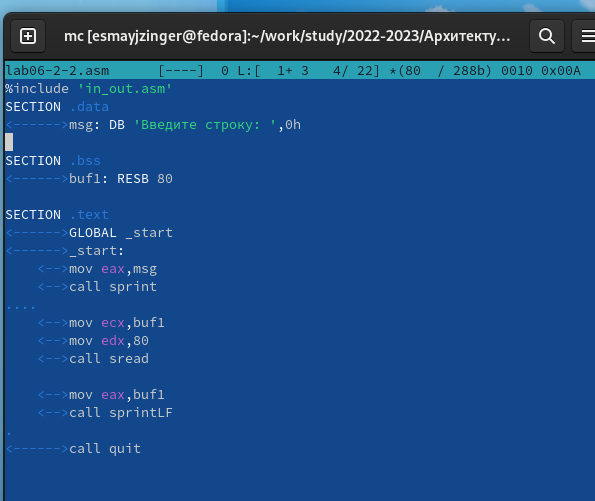 mc [esmayjzinger@fedora]:~/work/study/2022-2023/Архитекту...
lab06-2-2.asm      [----]  0 L:[  1+ 3   4/ 22] *(80  / 288b) 0010 0x00A
%include 'in_out.asm'
SECTION .data
<------>msg: DB 'Введите строку: ',0h
SECTION .bss
<------>buf1: RESB 80
SECTION .text
<------>GLOBAL _start
<------>_start:
    <-->mov eax,msg
    <-->call sprint
....
    <-->mov ecx,buf1
    <-->mov edx,80
    <-->call sread
    <-->mov eax,buf1
    <-->call sprintLF
.
<------>call quit